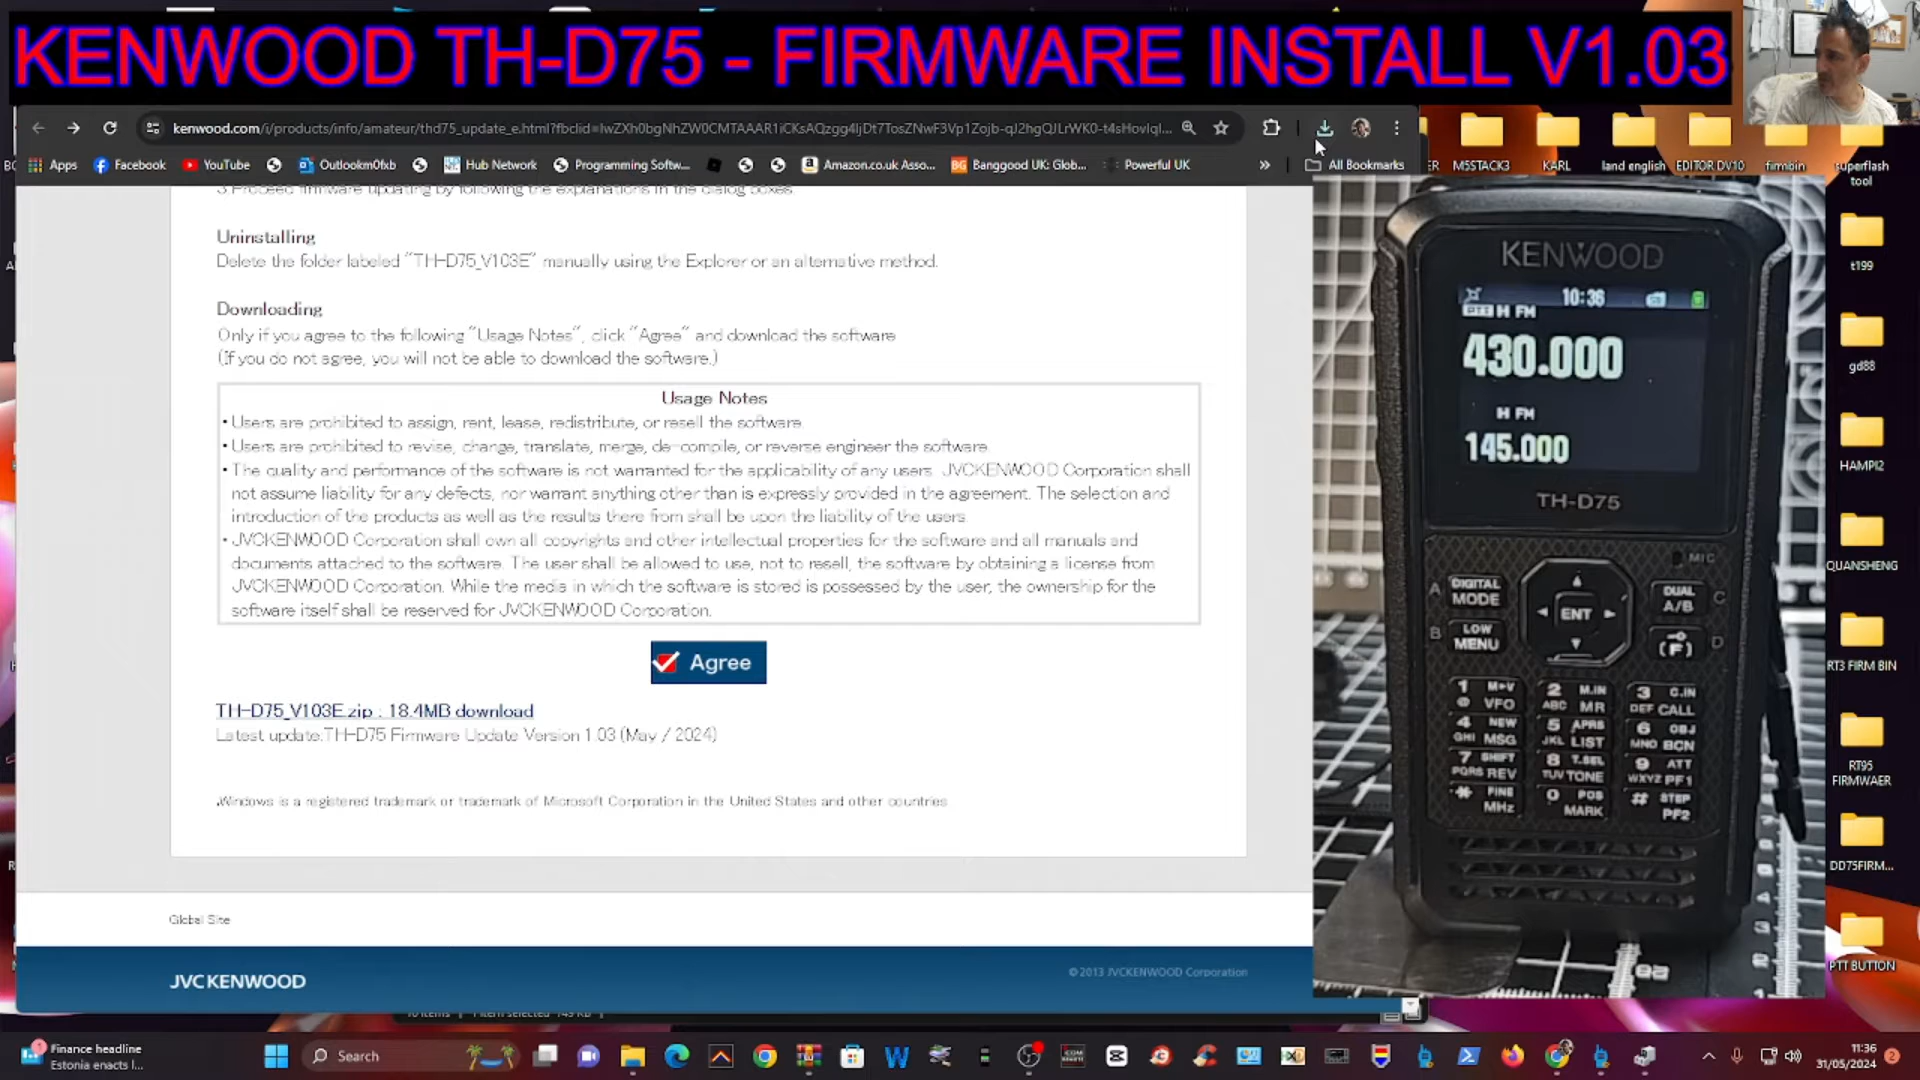 KENWOOD TH-D75 - FIRMWARE INSTALL V1.03
kenwood.com/i/products/info/amateur/thd75_update_e.html?fbclid=
Apps Facebook YouTube Outlookm0fxb Hub Network Programming Softw... Amazon.co.uk Asso... Banggood UK: Glob... Powerful UK » All Bookmarks
M5STACK3 KARL land english EDITOR DV10 firmbin superflash tool
3.Proceed firmware updating by following the explanations in the dialog boxes.
Uninstalling
Delete the folder labeled "TH-D75_V103E" manually using the Explorer or an alternative method.
Downloading
Only if you agree to the following "Usage Notes", click "Agree" and download the software
(If you do not agree, you will not be able to download the software.)
Usage Notes
• Users are prohibited to assign, rent, lease, redistribute, or resell the software
• Users are prohibited to revise, change, translate, merge, de-compile, or reverse engineer the software
• The quality and performance of the software is not warranted for the applicability of any users. JVCKENWOOD Corporation shall
not assume liability for any defects, nor warrant anything other than is expressly provided in the agreement. The selection and
introduction of the products as well as the results there from shall be upon the liability of the users
• JVCKENWOOD Corporation shall own all copyrights and other intellectual properties for the software and all manuals and
documents attached to the software. The user shall be allowed to use, not to resell, the software by obtaining a license from
JVCKENWOOD Corporation. While the media in which the software is stored is possessed by the user, the ownership for the
software itself shall be reserved for JVCKENWOOD Corporation.
Agree
TH-D75_V103E.zip : 18.4MB download
Latest update:TH-D75 Firmware Update Version 1.03 (May / 2024)
.Windows is a registered trademark or trademark of Microsoft Corporation in the United States and other countries
Global Site
JVCKENWOOD
© 2013 JVCKENWOOD Corporation
KENWOOD
10:36
H FM
430.000
H FM
145.000
TH-D75
MIC
A DIGITAL MODE DUAL A/B C
ENT
B LOW MENU (F) D
1 M▸V @ VFO 2 M.IN ABC MR 3 C.IN DEF CALL
4 NEW GHI MSG 5 APRS JKL LIST 6 OBJ MNO BCN
7 SHIFT PQRS REV 8 T.SEL TUV TONE 9 ATT WXYZ PF1
* FINE MHz 0 POS MARK # STEP PF2
t199
gd88
HAMPI2
QUANSHENG
RT3 FIRM BIN
RT95 FIRMWAER
DD75FIRM...
PTT BUTTON
Finance headline
Estonia enacts l...
Search
11:36
31/05/2024
2